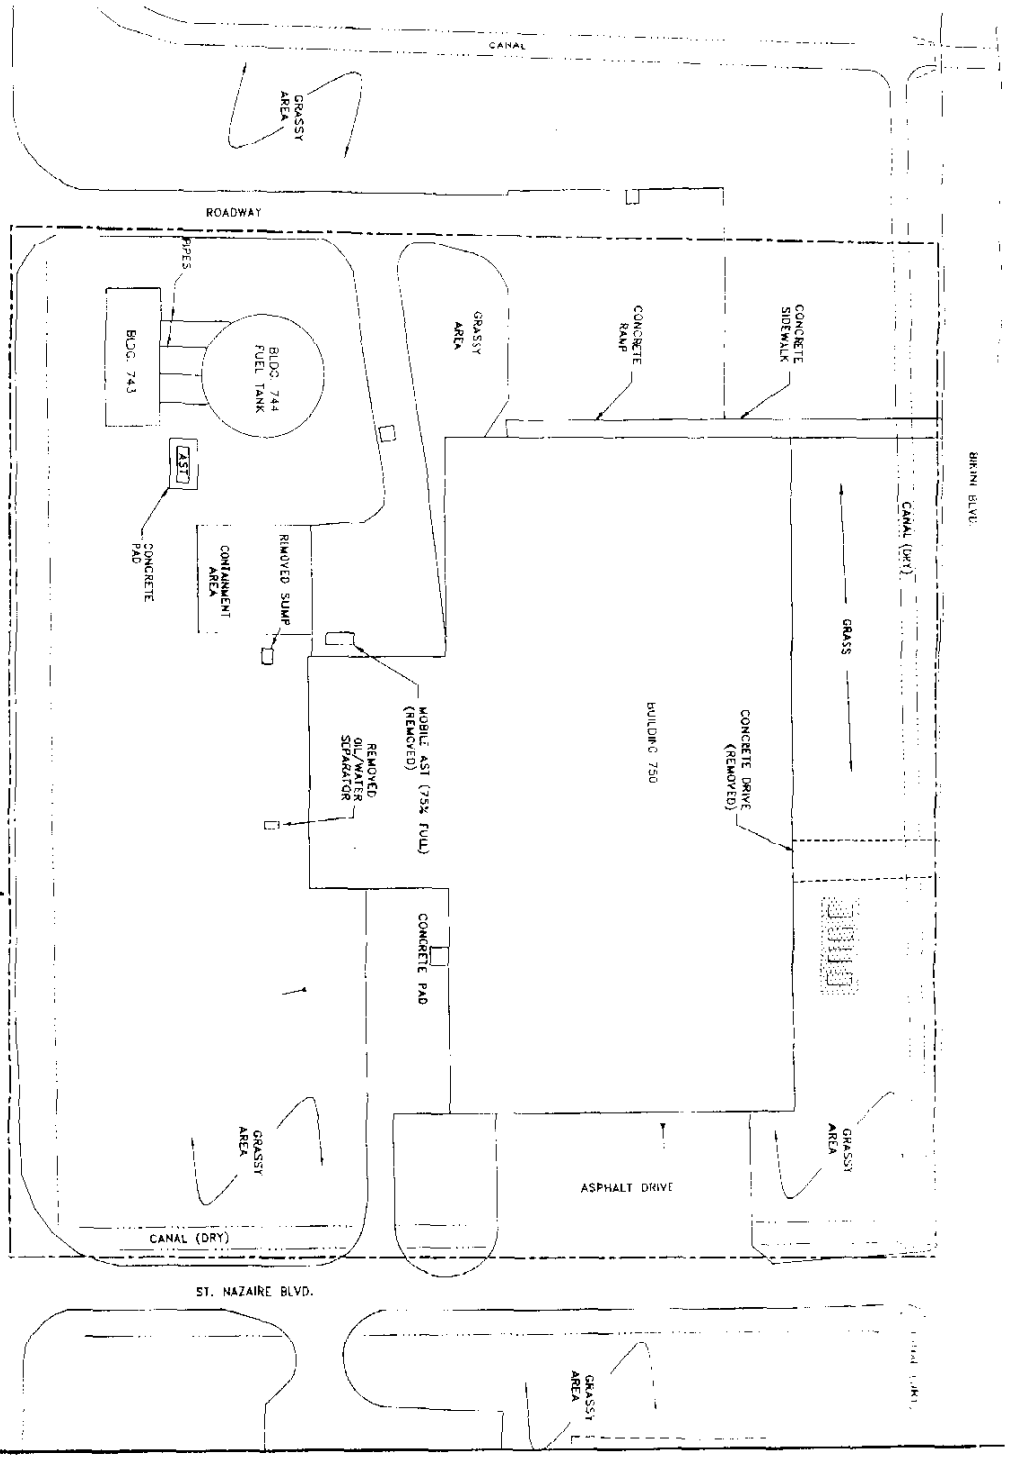 CANAL
GRASSY
AREA
ROADWAY
PIPES
BLDG. 743
BLDG. 744
FUEL TANK
GRASSY
AREA
CONCRETE
RAMP
CONCRETE
SIDEWALK
AST
CONCRETE
PAD
CONTAINMENT
AREA
REMOVED SUMP
BIKINI BLVD.
CANAL (DRY)
GRASS
MOBILE AST (75% FULL)
(REMOVED)
REMOVED
OIL/WATER
SEPARATOR
BUILDING 750
CONCRETE DRIVE
(REMOVED)
CONCRETE PAD
GRASSY
AREA
GRASSY
AREA
ASPHALT DRIVE
CANAL (DRY)
ST. NAZAIRE BLVD.
GRASSY
AREA